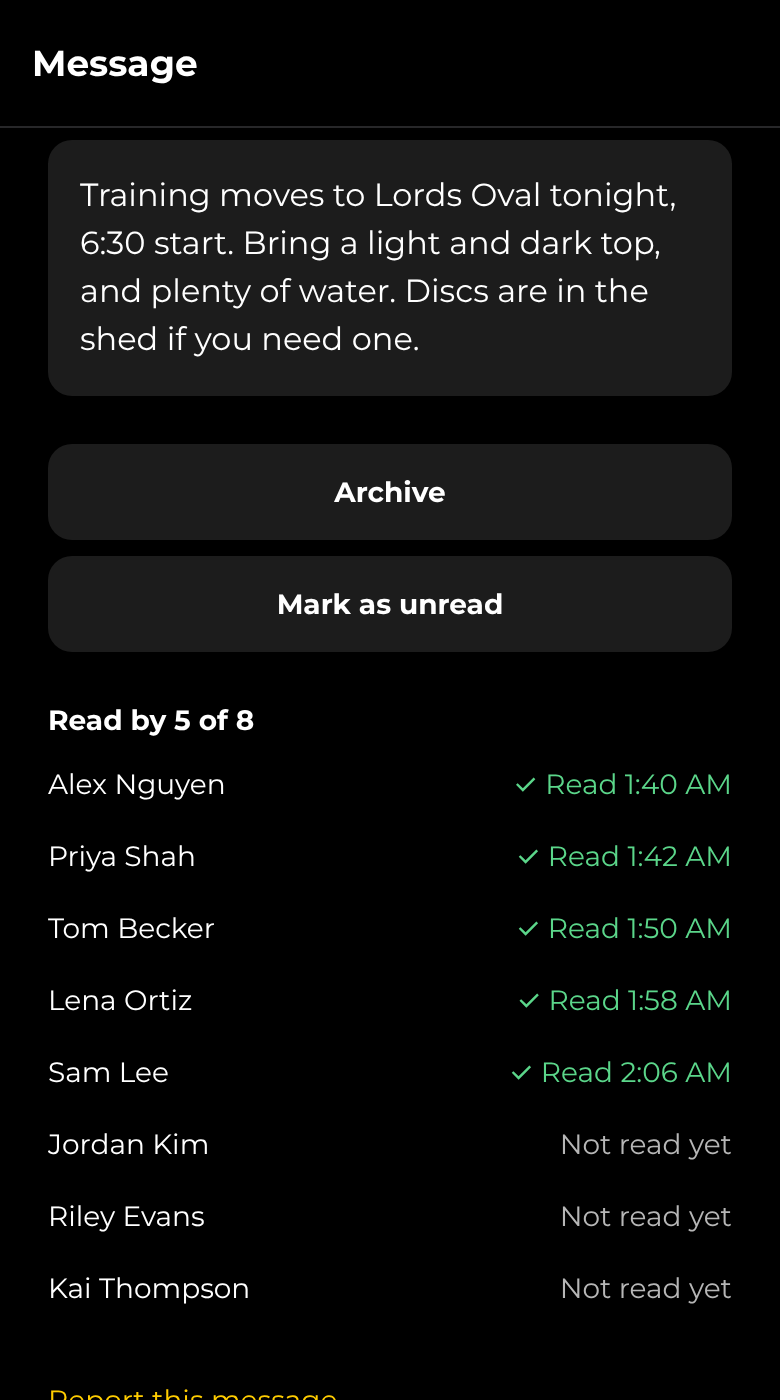 Message
Training moves to Lords Oval tonight,
6:30 start. Bring a light and dark top,
and plenty of water. Discs are in the
shed if you need one.
Archive
Mark as unread
Read by 5 of 8
Alex Nguyen ✓ Read 1:40 AM
Priya Shah ✓ Read 1:42 AM
Tom Becker ✓ Read 1:50 AM
Lena Ortiz ✓ Read 1:58 AM
Sam Lee ✓ Read 2:06 AM
Jordan Kim Not read yet
Riley Evans Not read yet
Kai Thompson Not read yet
Report this message